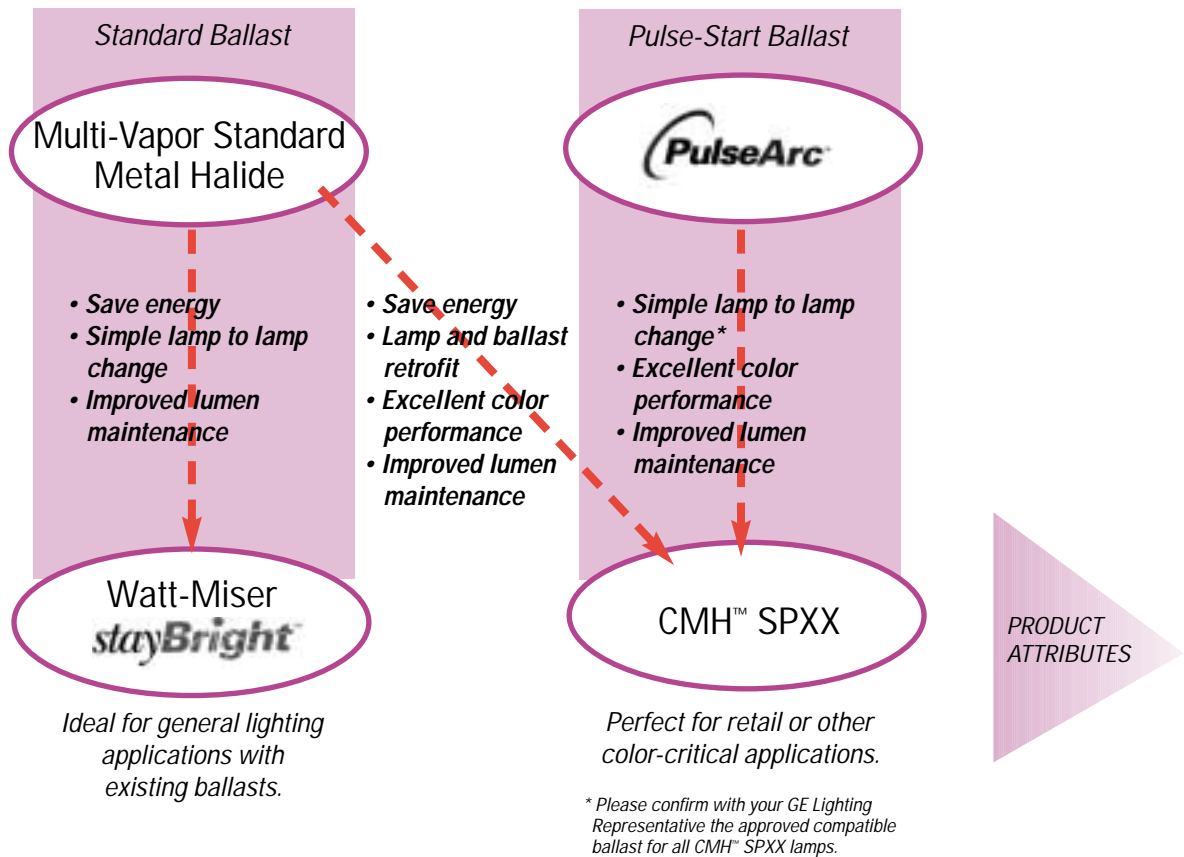 Standard Ballast
Pulse-Start Ballast
Multi-Vapor Standard
Metal Halide
PulseArc
• Save energy
• Simple lamp to lamp
change
• Improved lumen
maintenance
• Save energy
• Lamp and ballast
retrofit
• Excellent color
performance
• Improved lumen
maintenance
• Simple lamp to lamp
change*
• Excellent color
performance
• Improved lumen
maintenance
Watt-Miser
stayBright™
CMH™ SPXX
PRODUCT
ATTRIBUTES
Ideal for general lighting
applications with
existing ballasts.
Perfect for retail or other
color-critical applications.
* Please confirm with your GE Lighting
Representative the approved compatible
ballast for all CMH™ SPXX lamps.